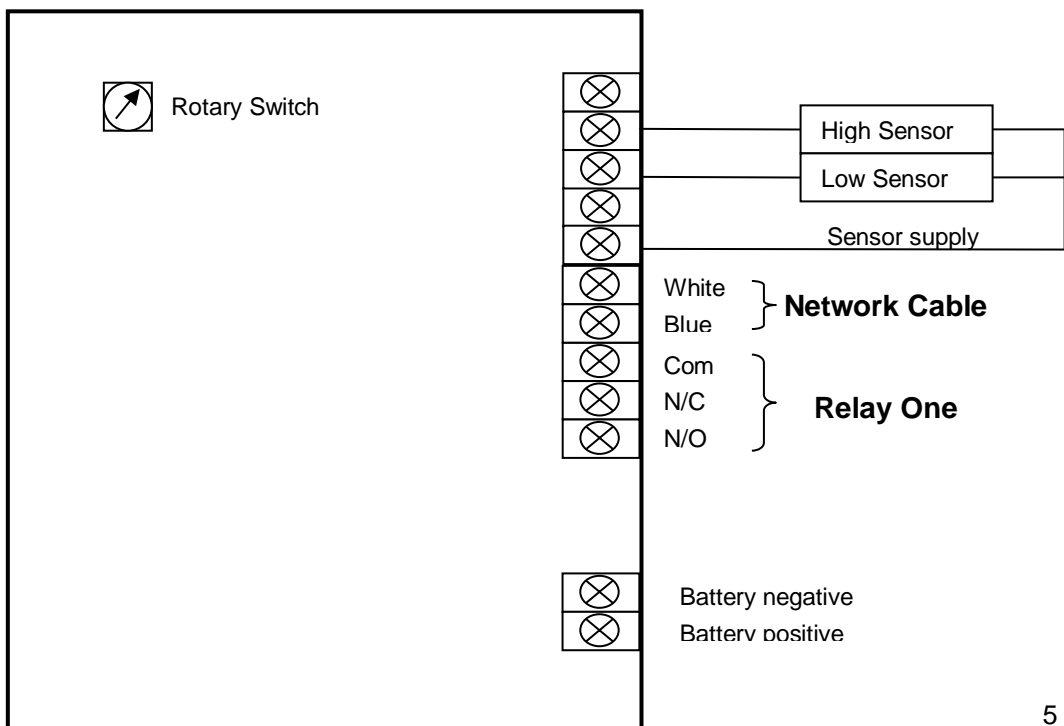 Rotary Switch
High Sensor
Low Sensor
Sensor supply
White
Blue
Network Cable
Com
N/C
N/O
Relay One
Battery negative
Battery positive
5